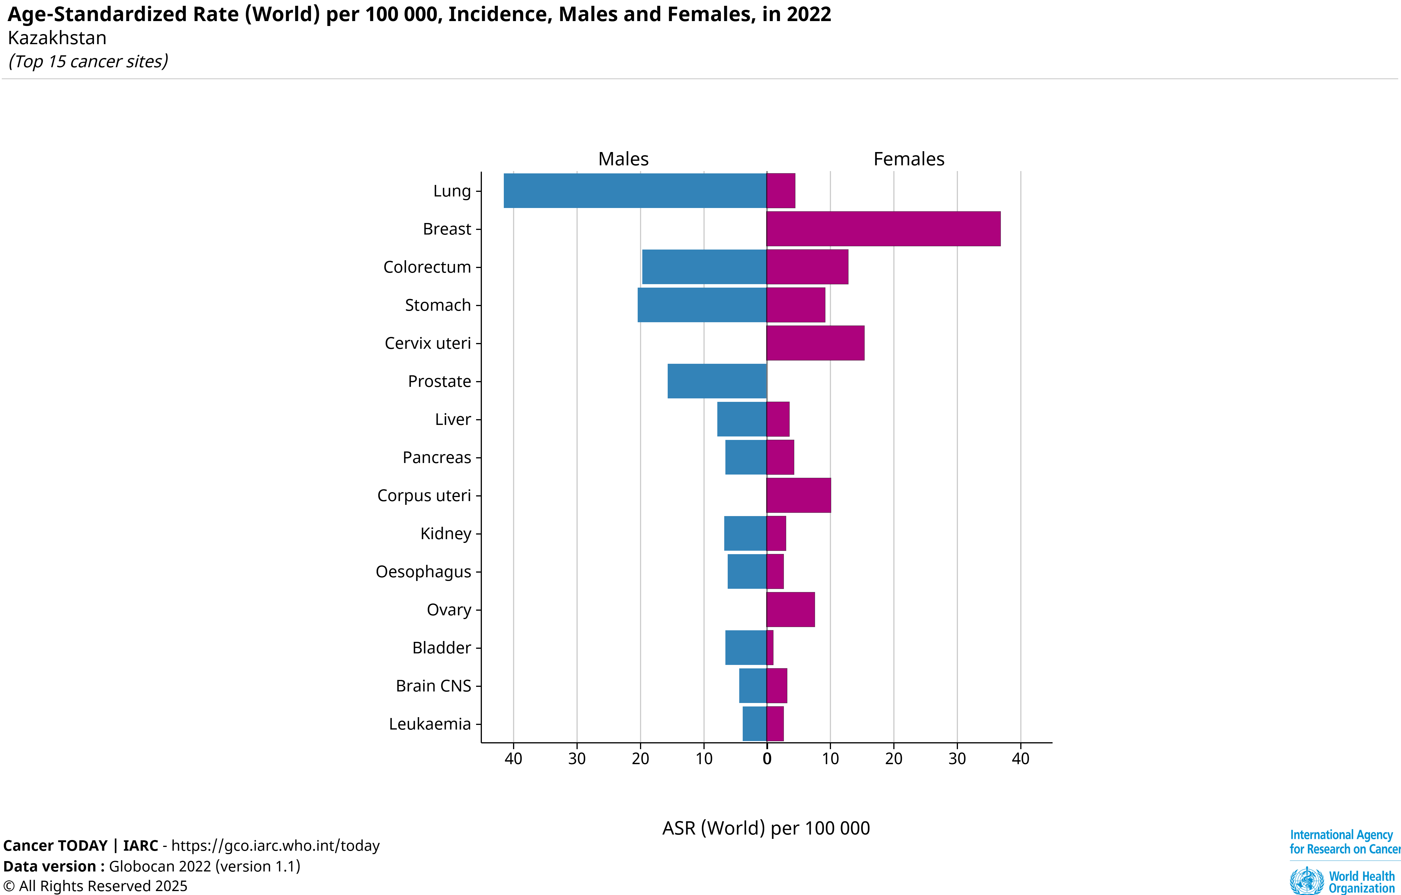 Age-Standardized Rate (World) per 100 000, Incidence, Males and Females, in 2022
Kazakhstan
(Top 15 cancer sites)
Males Females
Lung
Breast
Colorectum
Stomach
Cervix uteri
Prostate
Liver
Pancreas
Corpus uteri
Kidney
Oesophagus
Ovary
Bladder
Brain CNS
Leukaemia
40 30 20 10 0 10 20 30 40
ASR (World) per 100 000
Cancer TODAY | IARC - https://gco.iarc.who.int/today
Data version : Globocan 2022 (version 1.1)
© All Rights Reserved 2025
International Agency
for Research on Cancer
World Health
Organization